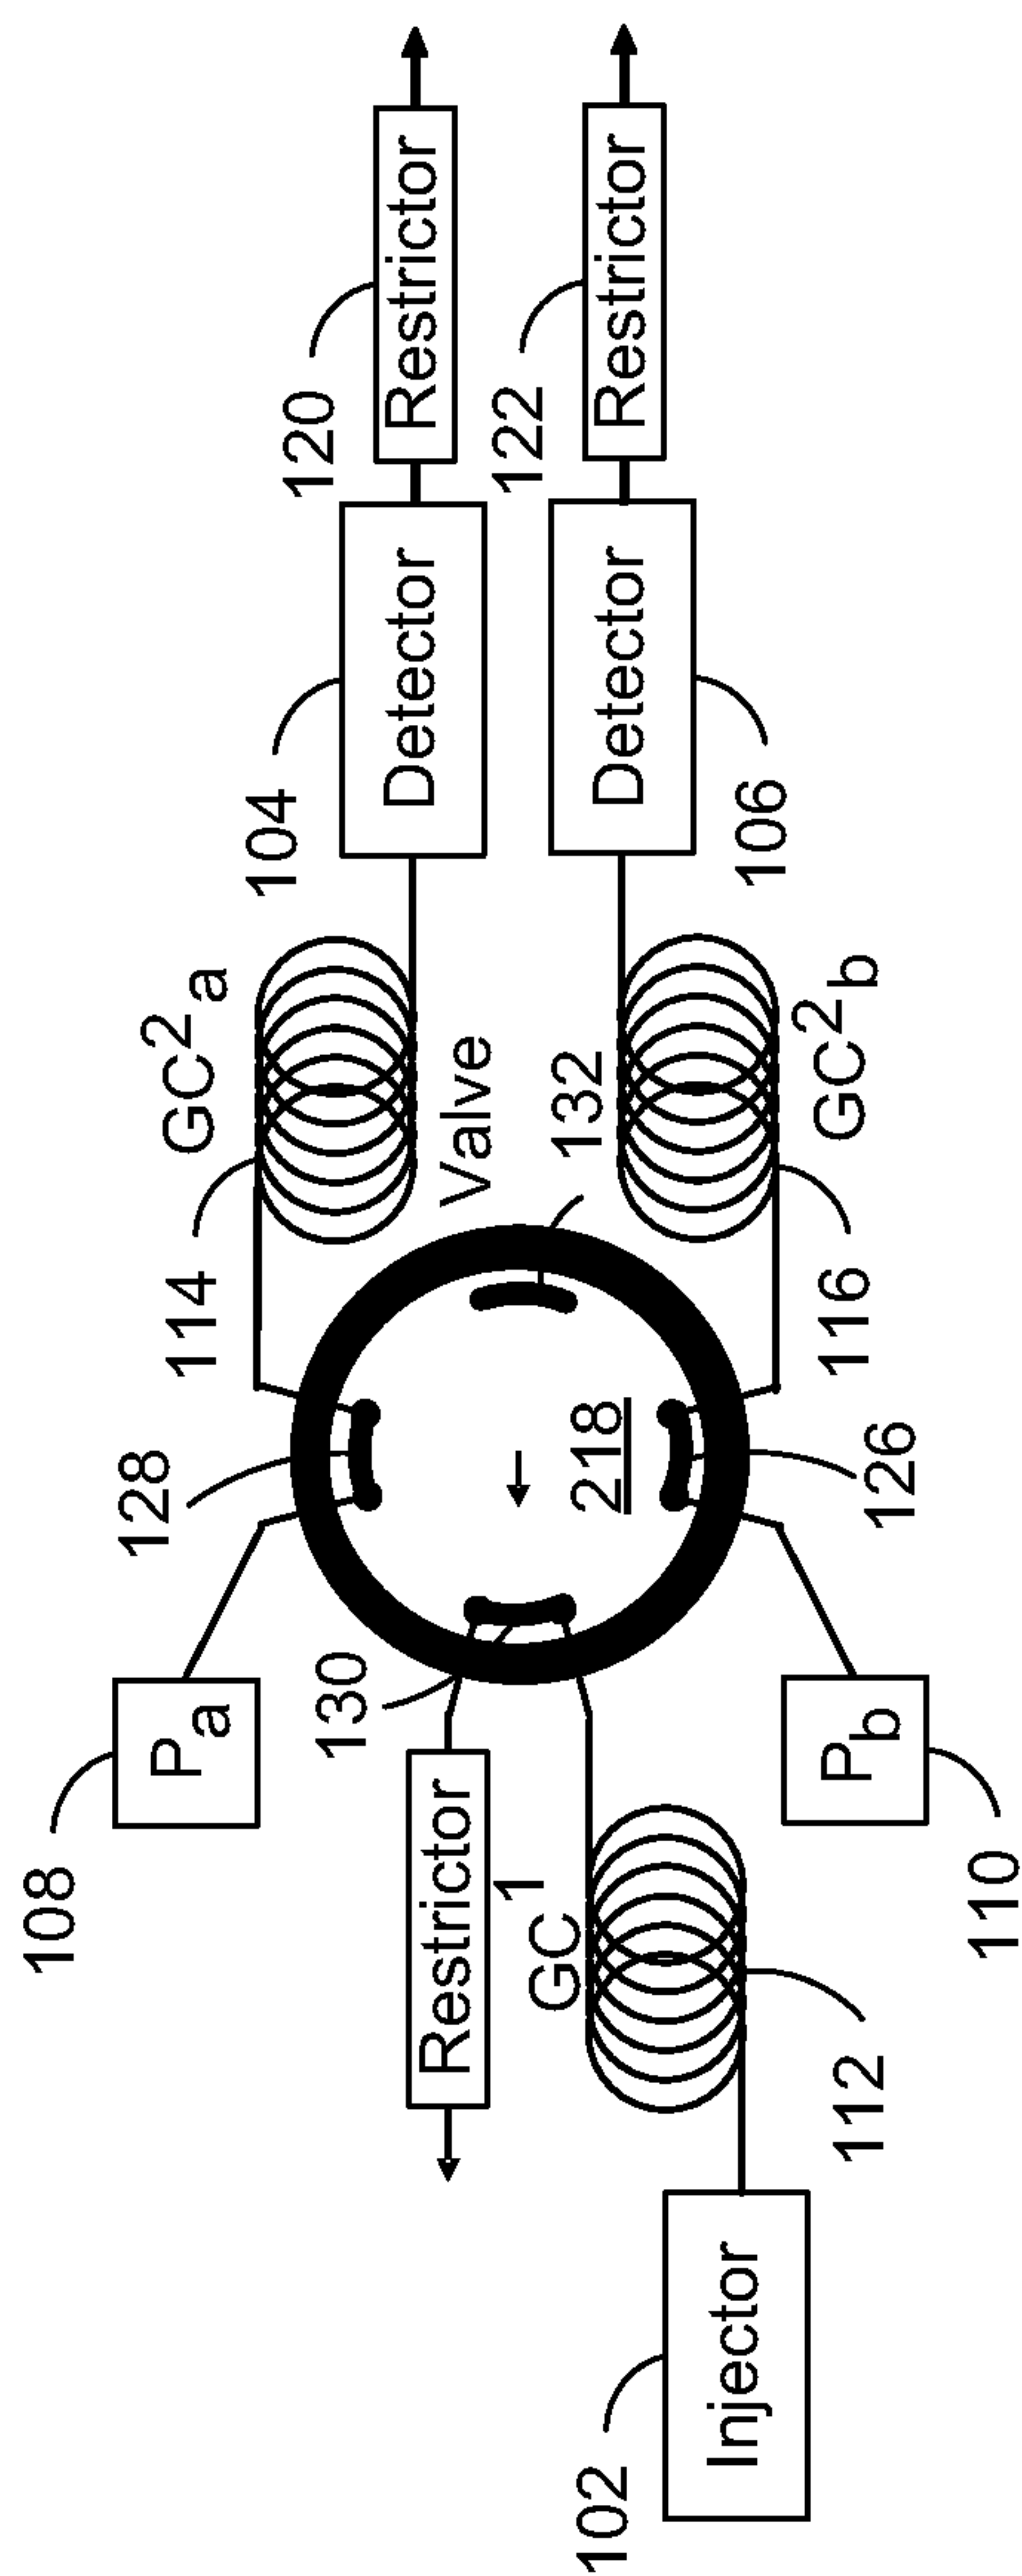 120
Restrictor
122
Restrictor
104
Detector
Detector
106
114
GC²a
Valve
132
GC²b
116
128
218
126
108
Pa
130
Restrictor
GC¹
Pb
110
112
102
Injector